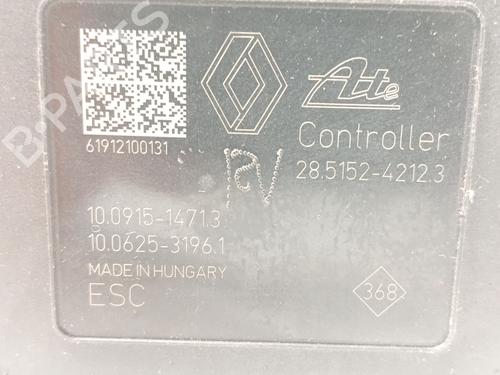 Ate
Controller
61912100131
28.5152-4212.3
10.0915-1471.3
10.0625-3196.1
MADE IN HUNGARY
ESC
368
B-PARTS